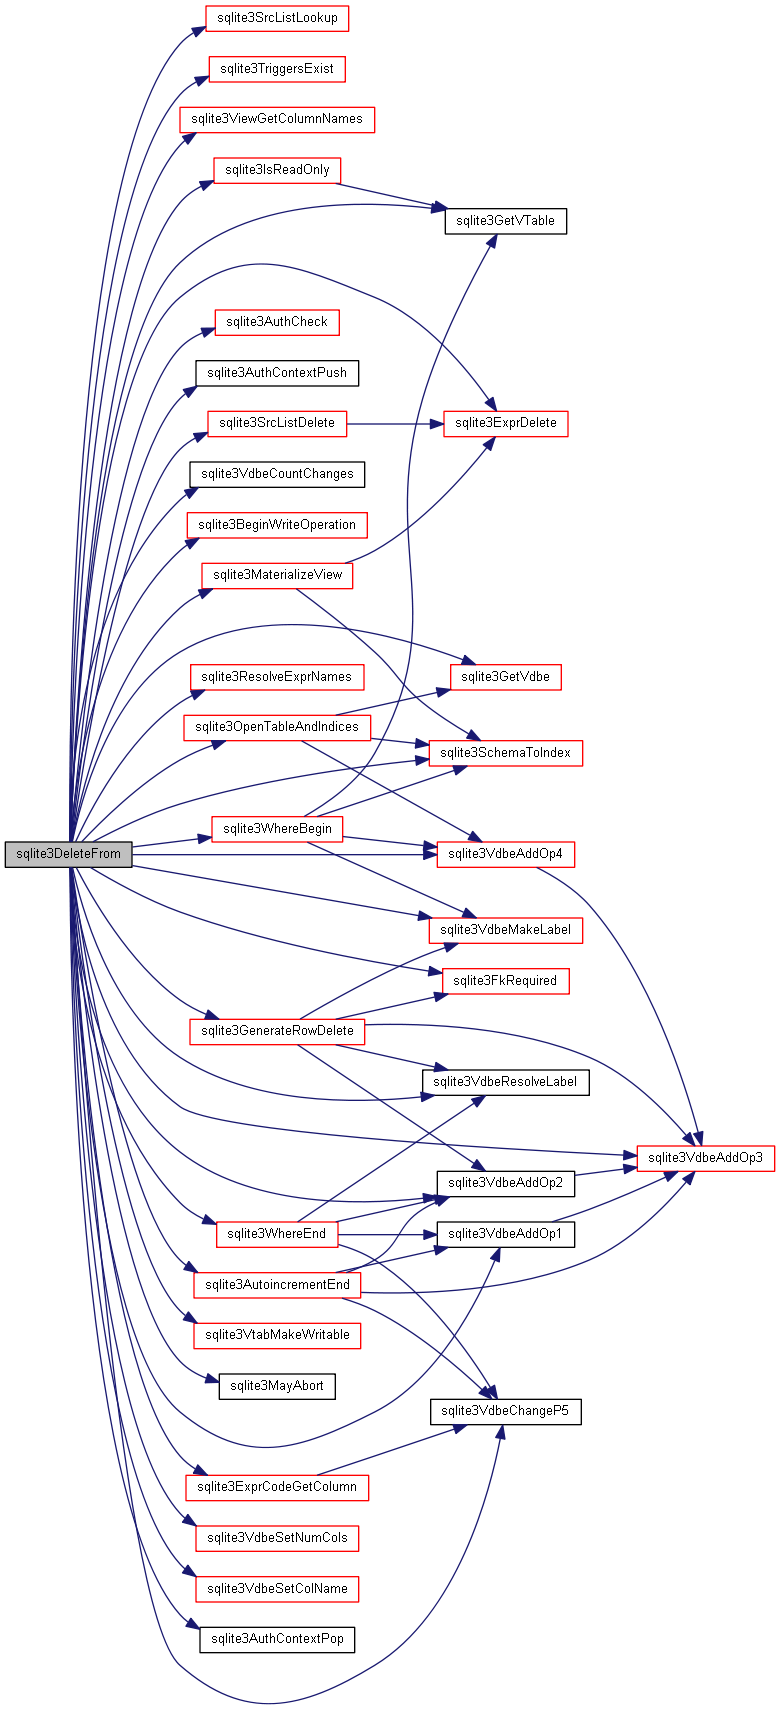 sqlite3SrcListLookup
sqlite3TriggersExist
sqlite3ViewGetColumnNames
sqlite3IsReadOnly
sqlite3GetVTable
sqlite3AuthCheck
sqlite3AuthContextPush
sqlite3SrcListDelete
sqlite3ExprDelete
sqlite3VdbeCountChanges
sqlite3BeginWriteOperation
sqlite3MaterializeView
sqlite3ResolveExprNames
sqlite3GetVdbe
sqlite3OpenTableAndIndices
sqlite3SchemaToIndex
sqlite3WhereBegin
sqlite3DeleteFrom
sqlite3VdbeAddOp4
sqlite3VdbeMakeLabel
sqlite3FkRequired
sqlite3GenerateRowDelete
sqlite3VdbeResolveLabel
sqlite3VdbeAddOp3
sqlite3VdbeAddOp2
sqlite3WhereEnd
sqlite3VdbeAddOp1
sqlite3AutoincrementEnd
sqlite3VtabMakeWritable
sqlite3MayAbort
sqlite3VdbeChangeP5
sqlite3ExprCodeGetColumn
sqlite3VdbeSetNumCols
sqlite3VdbeSetColName
sqlite3AuthContextPop